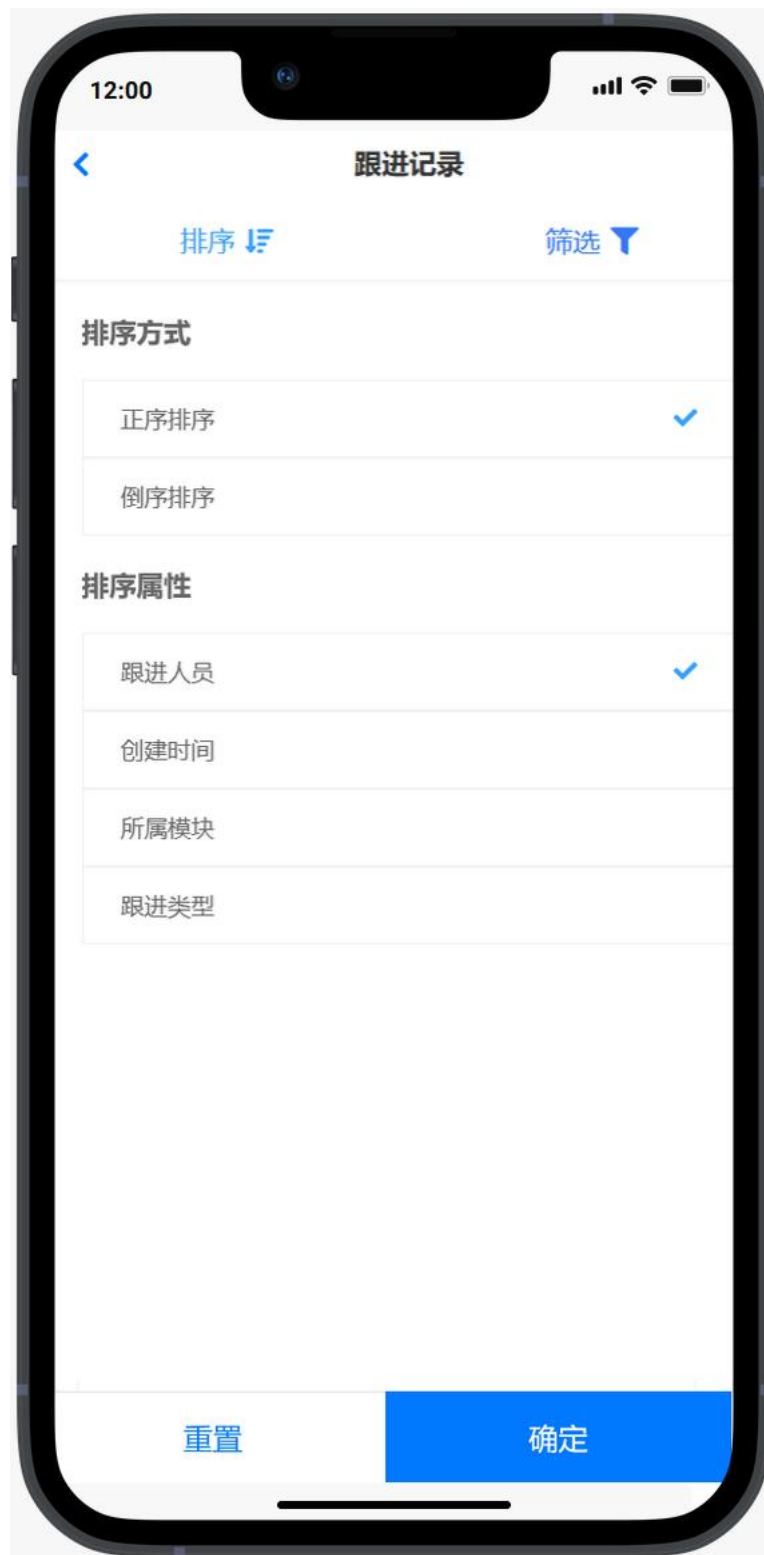 12:00
跟进记录
排序 筛选
排序方式
正序排序
倒序排序
排序属性
跟进人员
创建时间
所属模块
跟进类型
重置 确定